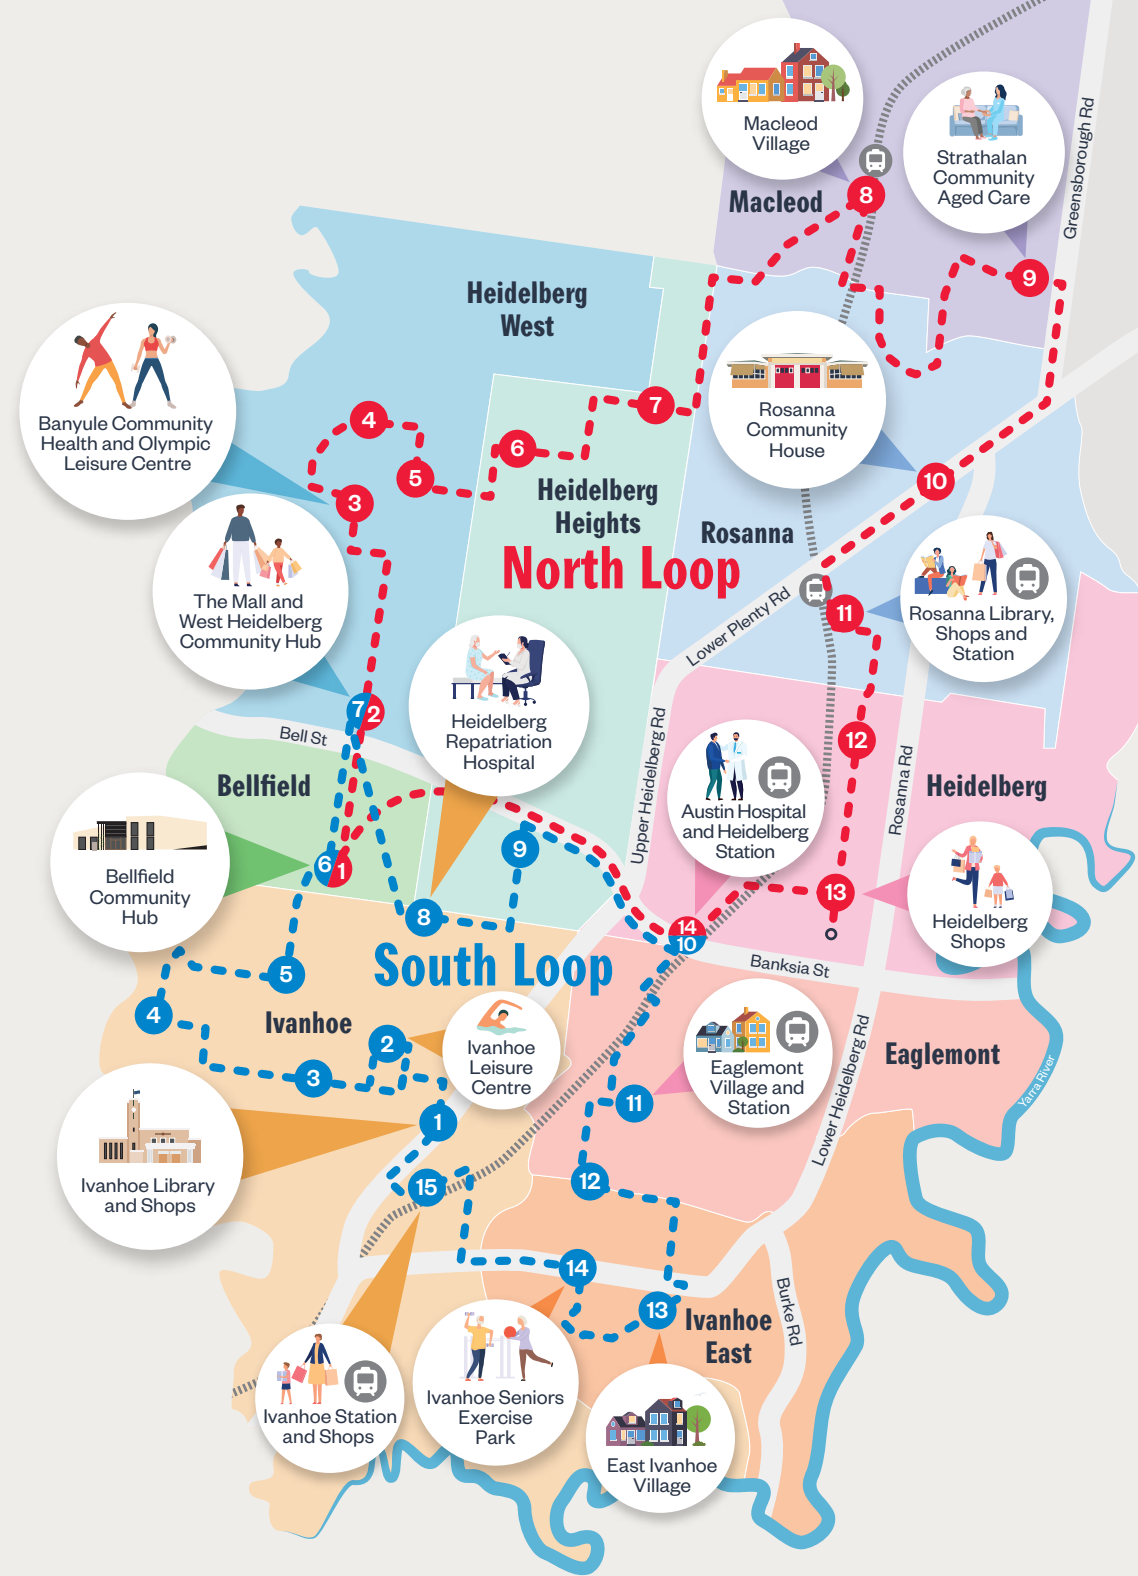 Macleod
Village
Strathalan
Community
Aged Care
Greensborough Rd
8
Macleod
9
Heidelberg
West
Banyule Community
Health and Olympic
Leisure Centre
4
5
3
6
7
Rosanna
Community
House
10
Heidelberg
Heights
Rosanna
North Loop
The Mall and
West Heidelberg
Community Hub
Lower Plenty Rd
11
Rosanna Library,
Shops and
Station
7
2
Bell St
Heidelberg
Repatriation
Hospital
Upper Heidelberg Rd
12
Rosanna Rd
Heidelberg
Bellfield
Austin Hospital
and Heidelberg
Station
Bellfield
Community
Hub
6
1
9
13
Heidelberg
Shops
8
14
10
South Loop
Banksia St
5
4
Ivanhoe
2
3
Ivanhoe
Leisure
Centre
Eaglemont
Village and
Station
Lower Heidelberg Rd
Eaglemont
Yarra River
11
1
Ivanhoe Library
and Shops
15
12
14
13
Ivanhoe
East
Burke Rd
Ivanhoe Station
and Shops
Ivanhoe Seniors
Exercise
Park
East Ivanhoe
Village